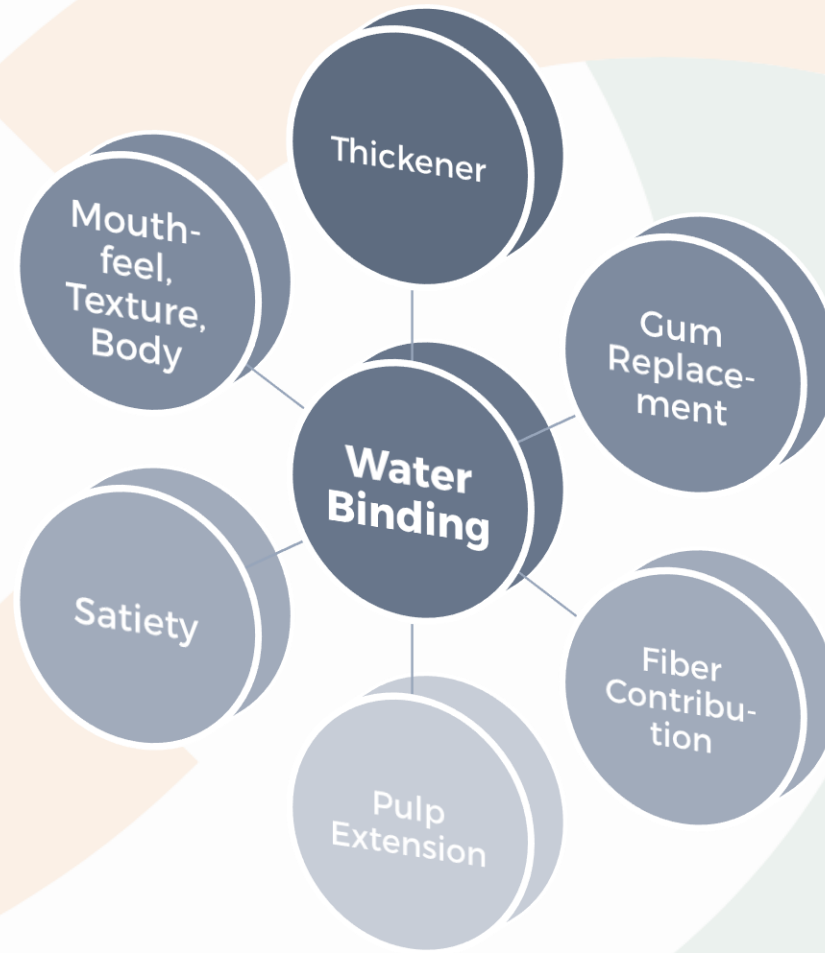 Thickener
Mouth-
feel,
Texture,
Body
Gum
Replace-
ment
Water
Binding
Satiety
Fiber
Contribu-
tion
Pulp
Extension